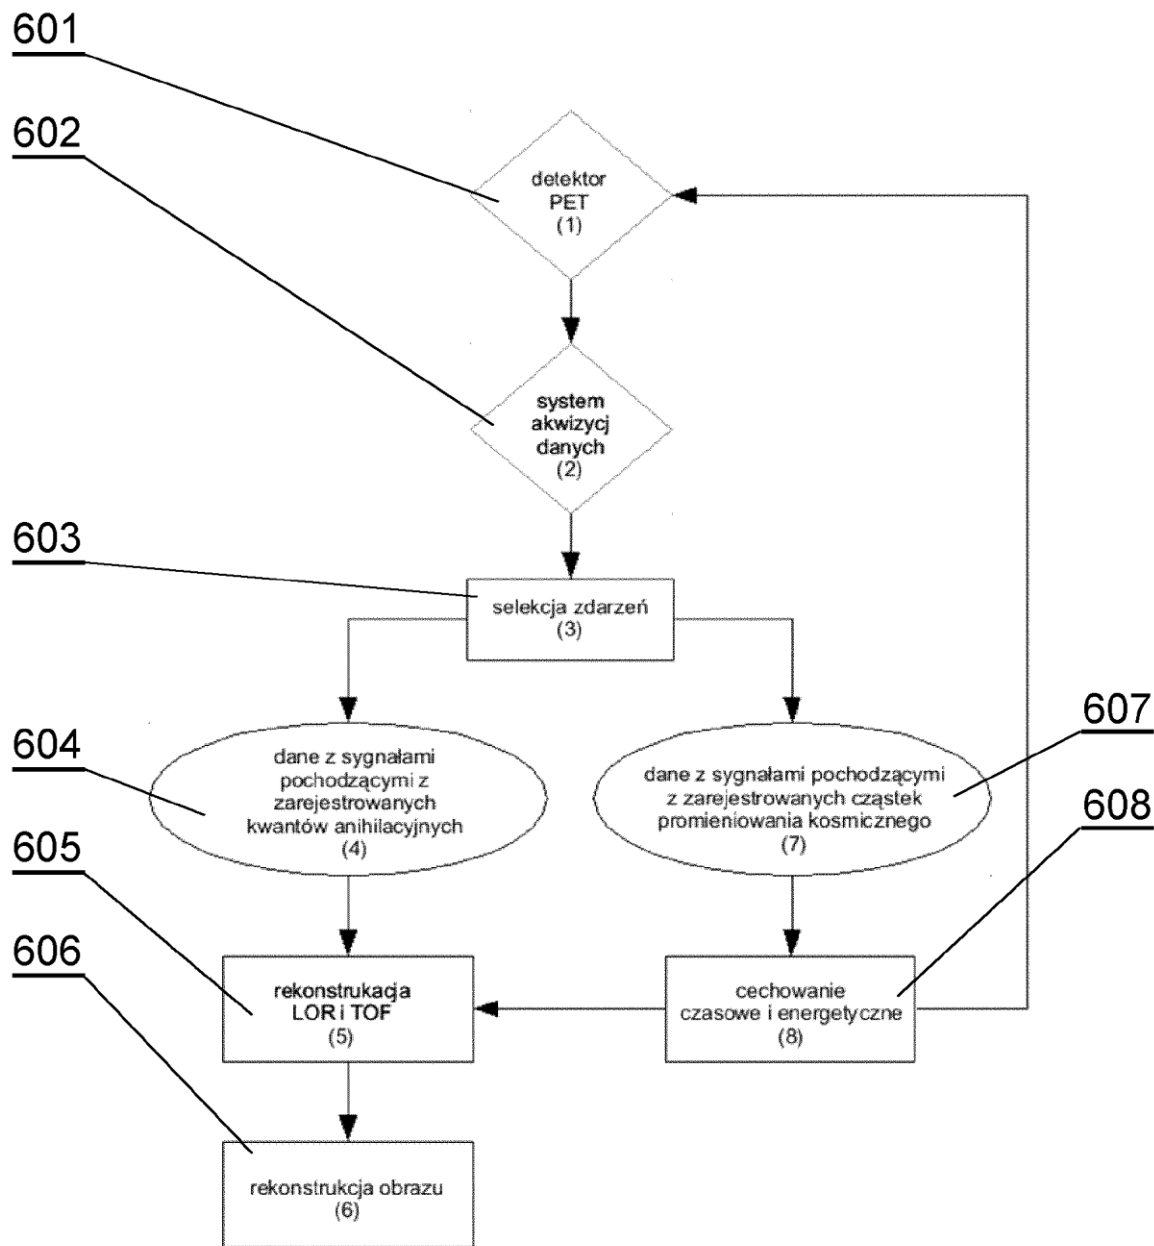 601
602
detektor
PET
(1)
system
akwizycj
danych
(2)
603
selekcja zdarzeń
(3)
604
dane z sygnałami
pochodzącymi z
zarejestrowanych
kwantów anihilacyjnych
(4)
607
dane z sygnałami pochodzącymi
z zarejestrowanych cząstek
promieniowania kosmicznego
(7)
608
605
rekonstrukacja
LOR i TOF
(5)
cechowanie
czasowe i energetyczne
(8)
606
rekonstrukcja obrazu
(6)